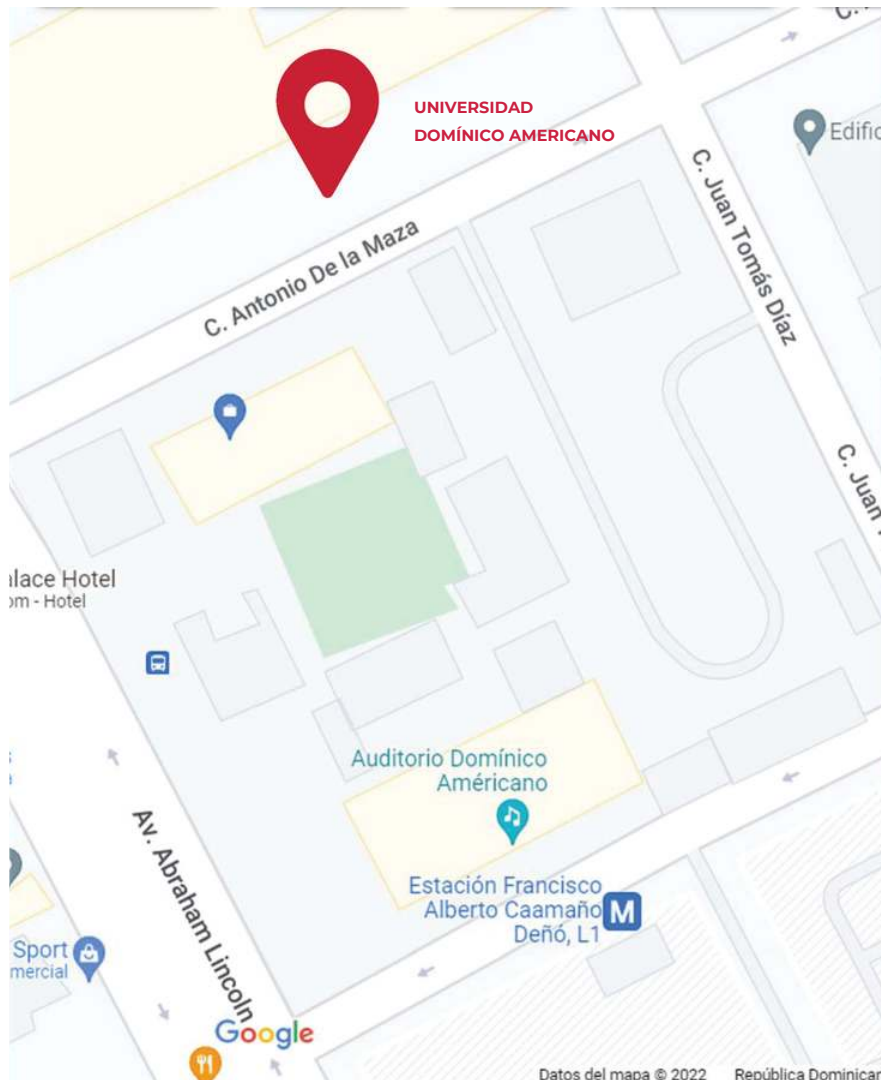 UNIVERSIDAD
DOMÍNICO AMERICANO
Edific
C. Antonio De la Maza
C. Juan Tomás Díaz
C. Juan
alace Hotel
om - Hotel
Auditorio Domínico
Américano
Av. Abraham Lincoln
Estación Francisco
Alberto Caamaño
Deñó, L1
M
Sport
mercial
Google
Datos del mapa © 2022 República Dominican